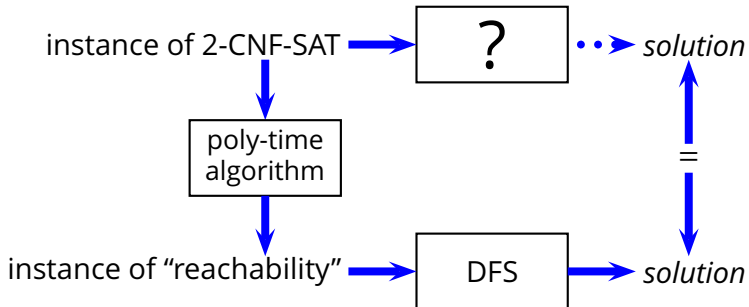 instance of 2-CNF-SAT
?
solution
poly-time
algorithm
=
instance of “reachability”
DFS
solution